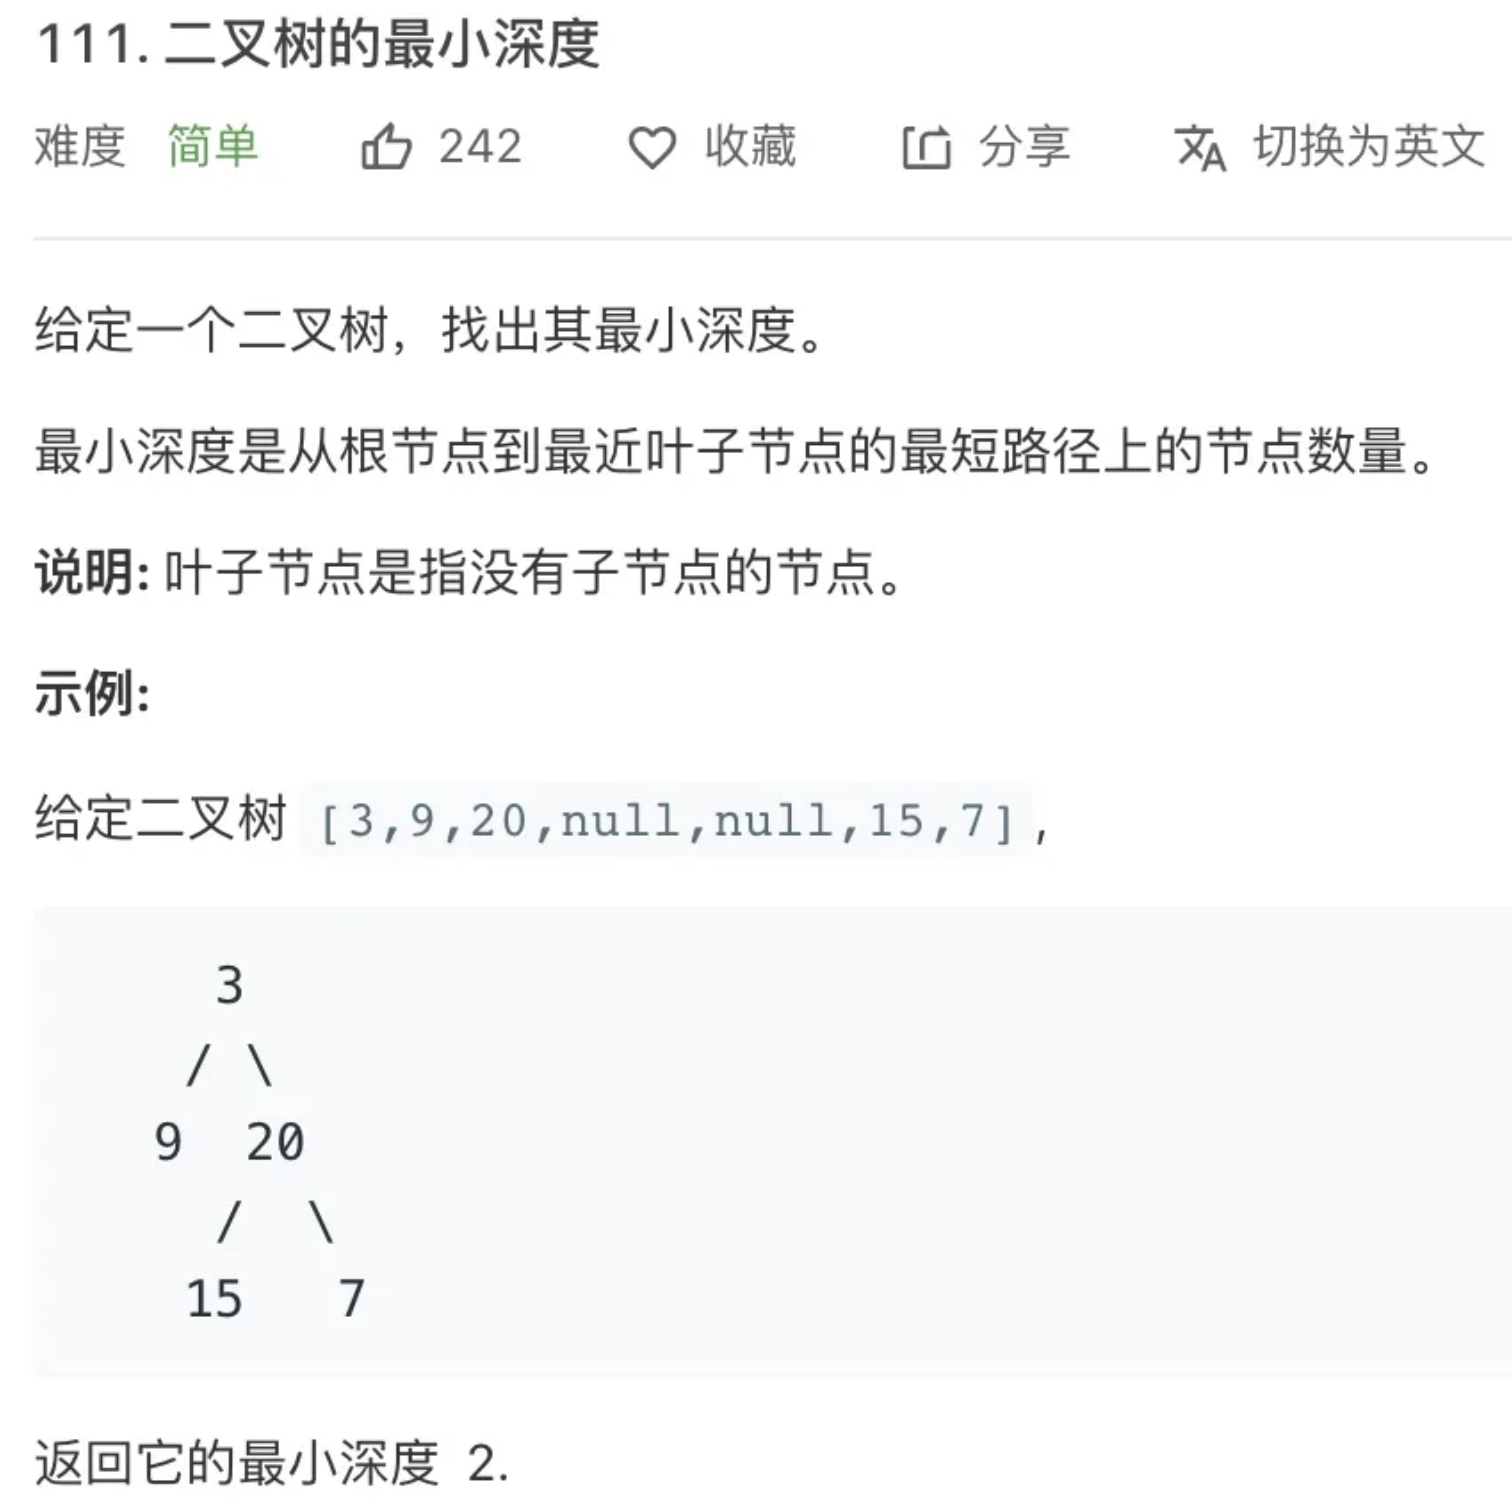 111. 二叉树的最小深度
难度 简单 242 收藏 分享 切换为英文
给定一个二叉树，找出其最小深度。
最小深度是从根节点到最近叶子节点的最短路径上的节点数量。
说明: 叶子节点是指没有子节点的节点。
示例:
给定二叉树 [3,9,20,null,null,15,7],
3
/ \
9 20
/ \
15 7
返回它的最小深度 2.